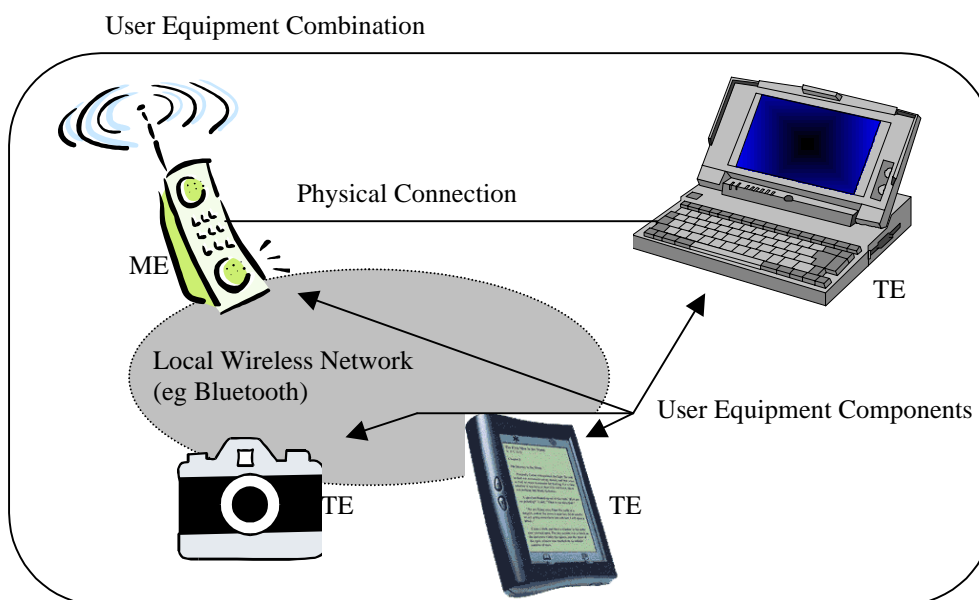 User Equipment Combination
Physical Connection
ME
TE
Local Wireless Network
(eg Bluetooth)
User Equipment Components
TE
TE